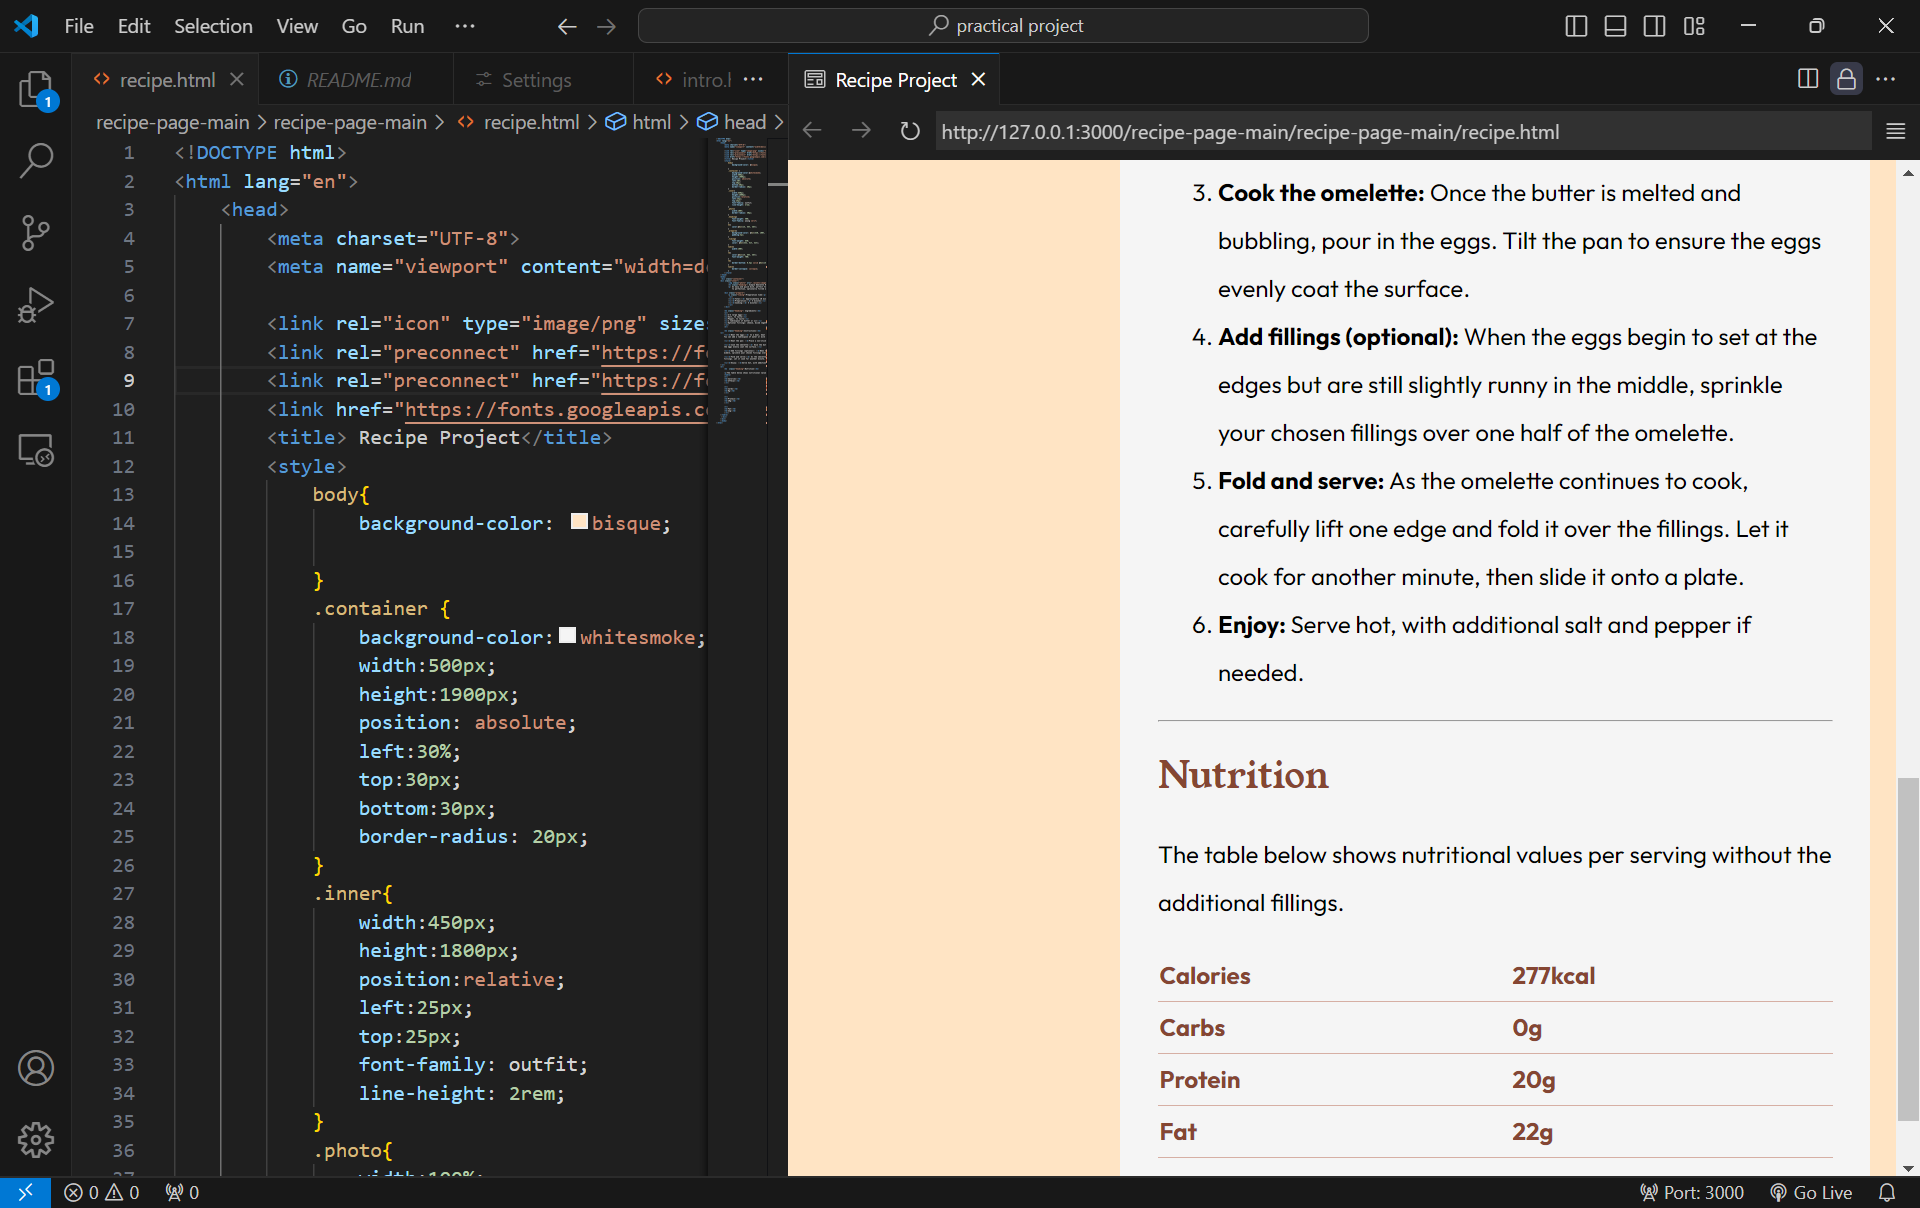 File Edit Selection View Go Run ... practical project
recipe.html README.md Settings intro.h ... Recipe Project
recipe-page-main > recipe-page-main > recipe.html > html > head >
http://127.0.0.1:3000/recipe-page-main/recipe-page-main/recipe.html
1 <!DOCTYPE html>
2 <html lang="en">
3 <head>
4 <meta charset="UTF-8">
5 <meta name="viewport" content="width=de
6
7 <link rel="icon" type="image/png" size
8 <link rel="preconnect" href="https://fo
9 <link rel="preconnect" href="https://fo
10 <link href="https://fonts.googleapis.co
11 <title> Recipe Project</title>
12 <style>
13 body{
14 background-color: bisque;
15
16 }
17 .container {
18 background-color: whitesmoke;
19 width:500px;
20 height:1900px;
21 position: absolute;
22 left:30%;
23 top:30px;
24 bottom:30px;
25 border-radius: 20px;
26 }
27 .inner{
28 width:450px;
29 height:1800px;
30 position:relative;
31 left:25px;
32 top:25px;
33 font-family: outfit;
34 line-height: 2rem;
35 }
36 .photo{
37 width:100%;
3. Cook the omelette: Once the butter is melted and
bubbling, pour in the eggs. Tilt the pan to ensure the eggs
evenly coat the surface.
4. Add fillings (optional): When the eggs begin to set at the
edges but are still slightly runny in the middle, sprinkle
your chosen fillings over one half of the omelette.
5. Fold and serve: As the omelette continues to cook,
carefully lift one edge and fold it over the fillings. Let it
cook for another minute, then slide it onto a plate.
6. Enjoy: Serve hot, with additional salt and pepper if
needed.
Nutrition
The table below shows nutritional values per serving without the
additional fillings.
Calories 277kcal
Carbs 0g
Protein 20g
Fat 22g
1
1
0 0 0 Port: 3000 Go Live